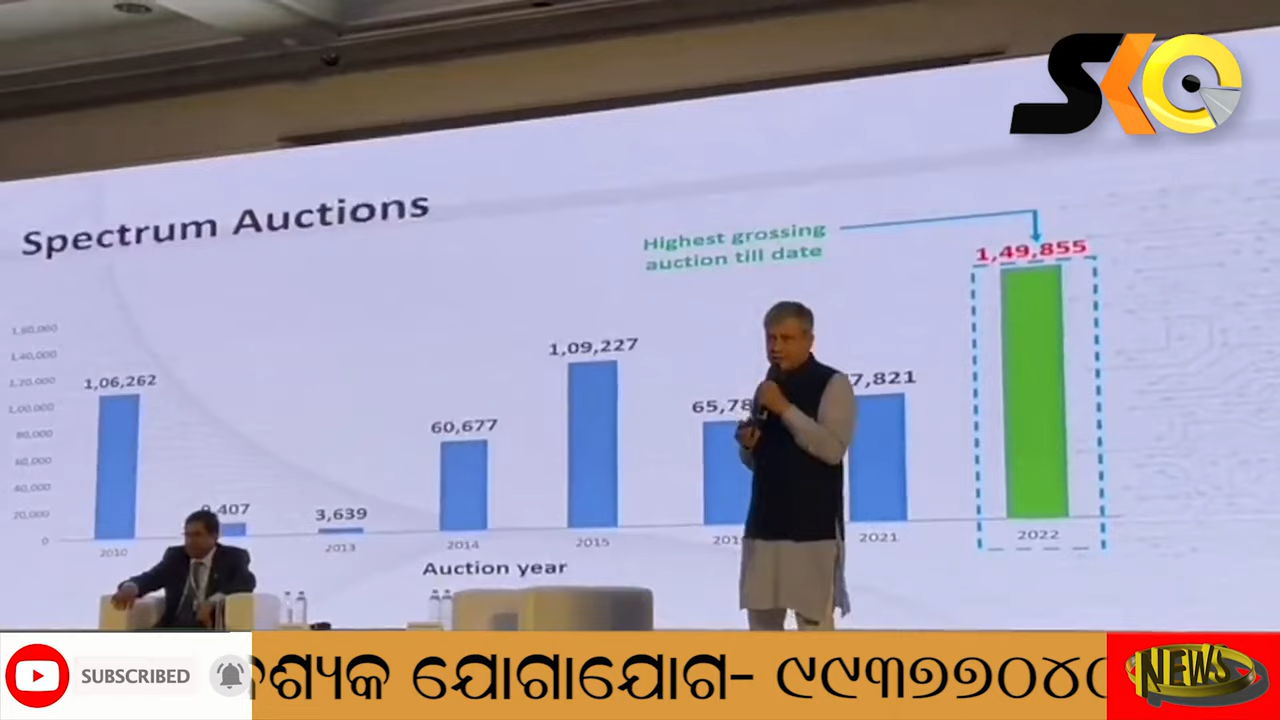 SKC
Spectrum Auctions
Highest grossing
auction till date
1,49,855
1,60,000
1,40,000
1,20,000
1,00,000
80,000
60,000
40,000
20,000
0
1,06,262
3,639
60,677
1,09,227
2010
2013
2014
2015
2021
2022
Auction year
SUBSCRIBED
ଯୋଗାଯୋଗ- ୯୯୩୭୭୦୪୦
NEWS